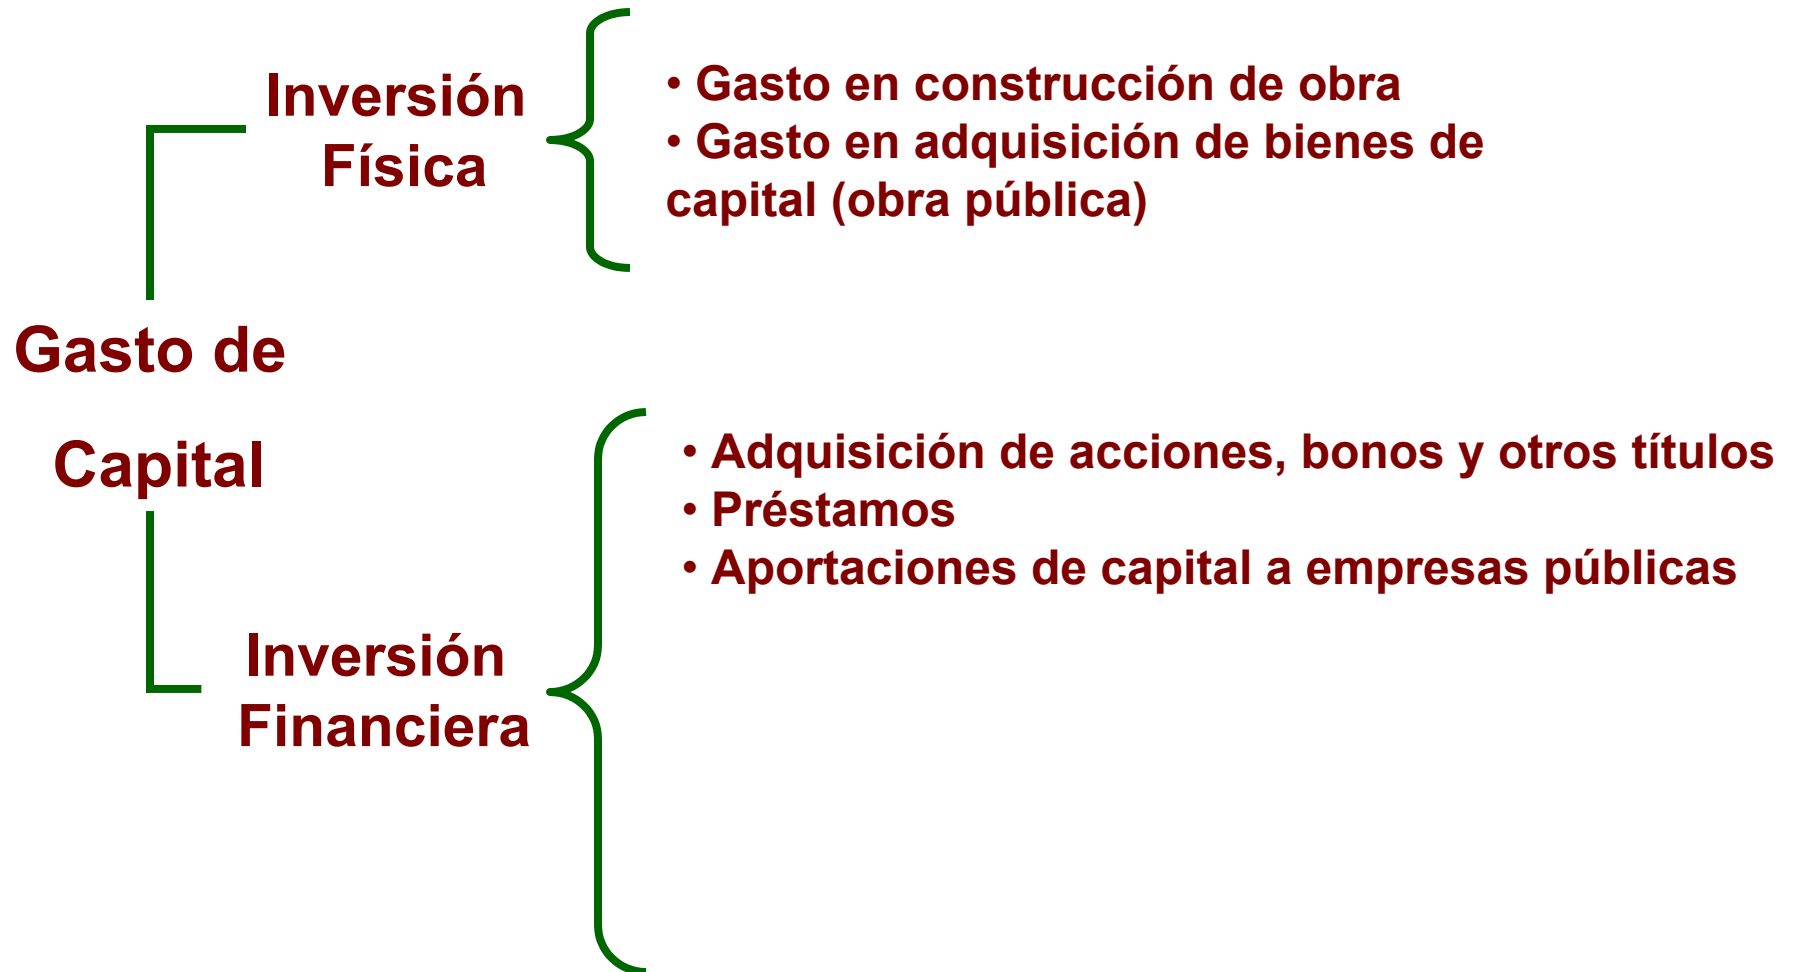 Inversión
Física
• Gasto en construcción de obra
• Gasto en adquisición de bienes de
capital (obra pública)
Gasto de
Capital
• Adquisición de acciones, bonos y otros títulos
• Préstamos
• Aportaciones de capital a empresas públicas
Inversión
Financiera